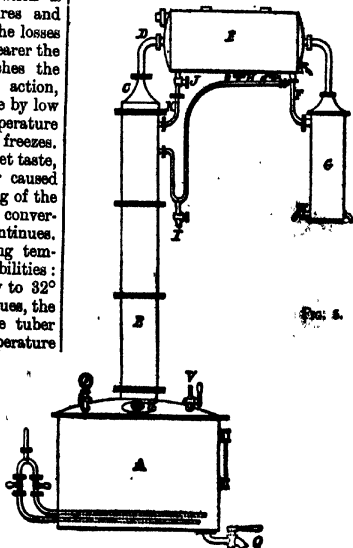 res and
he losses
earer the
shes the
action,
e by low
perature
freezes.
et taste,
caused
g of the
conver-
ntinues.
ng tem-
bilities:
y to 32°
ues, the
e tuber
perature
D
E
C
J
K
F
G
I
B
Fig. 5.
V
A
Q